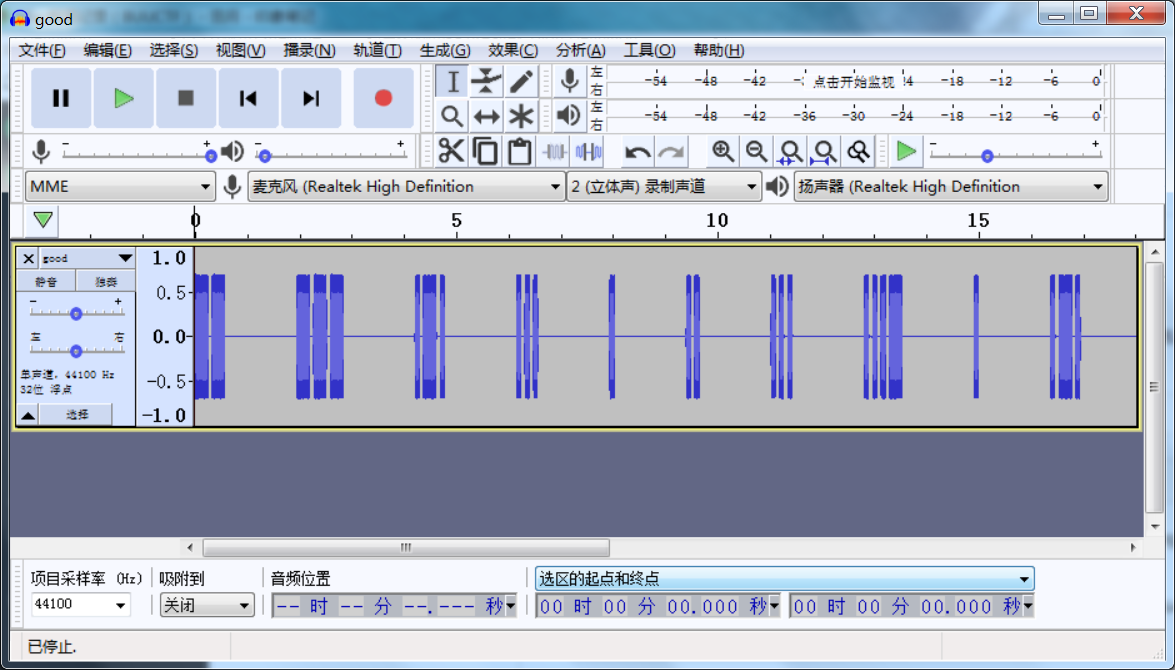 good
文件(F) 编辑(E) 选择(S) 视图(V) 播录(N) 轨道(T) 生成(G) 效果(C) 分析(A) 工具(O) 帮助(H)
左 -54 -48 -42 点击开始监视 -18 -12 -6 0
右
左 -54 -48 -42 -36 -30 -24 -18 -12 -6 0
右
- + - + - +
MME 麦克风 (Realtek High Definition 2 (立体声) 录制声道 扬声器 (Realtek High Definition
0 5 10 15
good
静音 独奏
- +
左 右
单声道, 44100 Hz
32位 浮点
选择
1.0
0.5-
0.0-
-0.5-
-1.0
项目采样率 (Hz) 吸附到 音频位置 选区的起点和终点
44100 关闭 -- 时 -- 分 --.--- 秒 00 时 00 分 00.000 秒 00 时 00 分 00.000 秒
已停止.